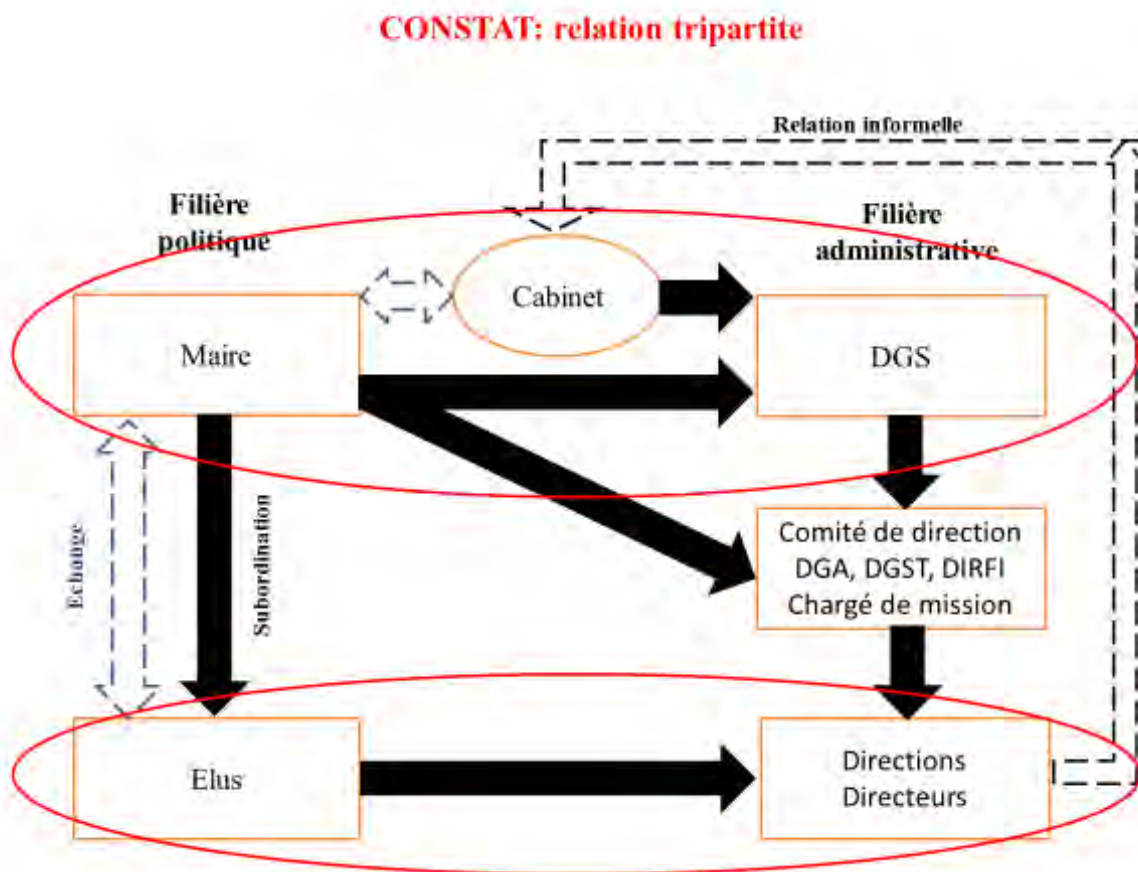 CONSTAT: relation tripartite
Relation informelle
Filière
politique
Filière
administrative
Cabinet
Maire
DGS
Echange
Subordination
Comité de direction
DGA, DGST, DIRFI
Chargé de mission
Elus
Directions
Directeurs